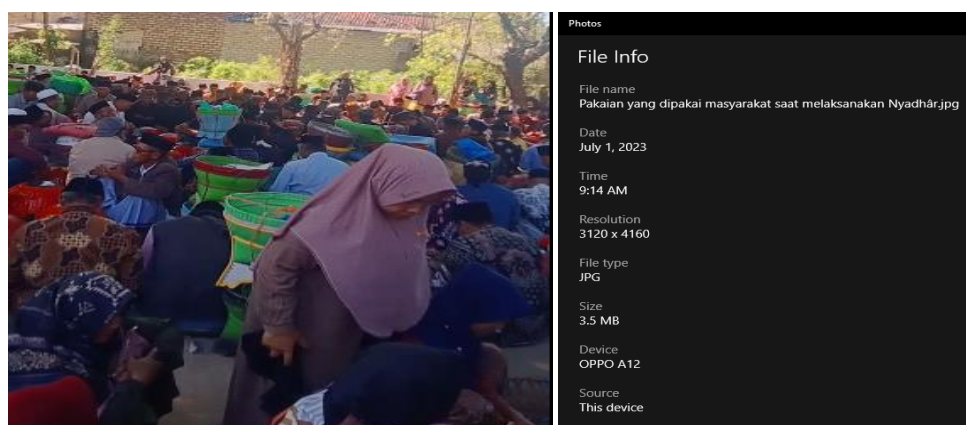 Photos
File Info
File name
Pakaian yang dipakai masyarakat saat melaksanakan Nyadhâr.jpg
Date
July 1, 2023
Time
9:14 AM
Resolution
3120 x 4160
File type
JPG
Size
3.5 MB
Device
OPPO A12
Source
This device